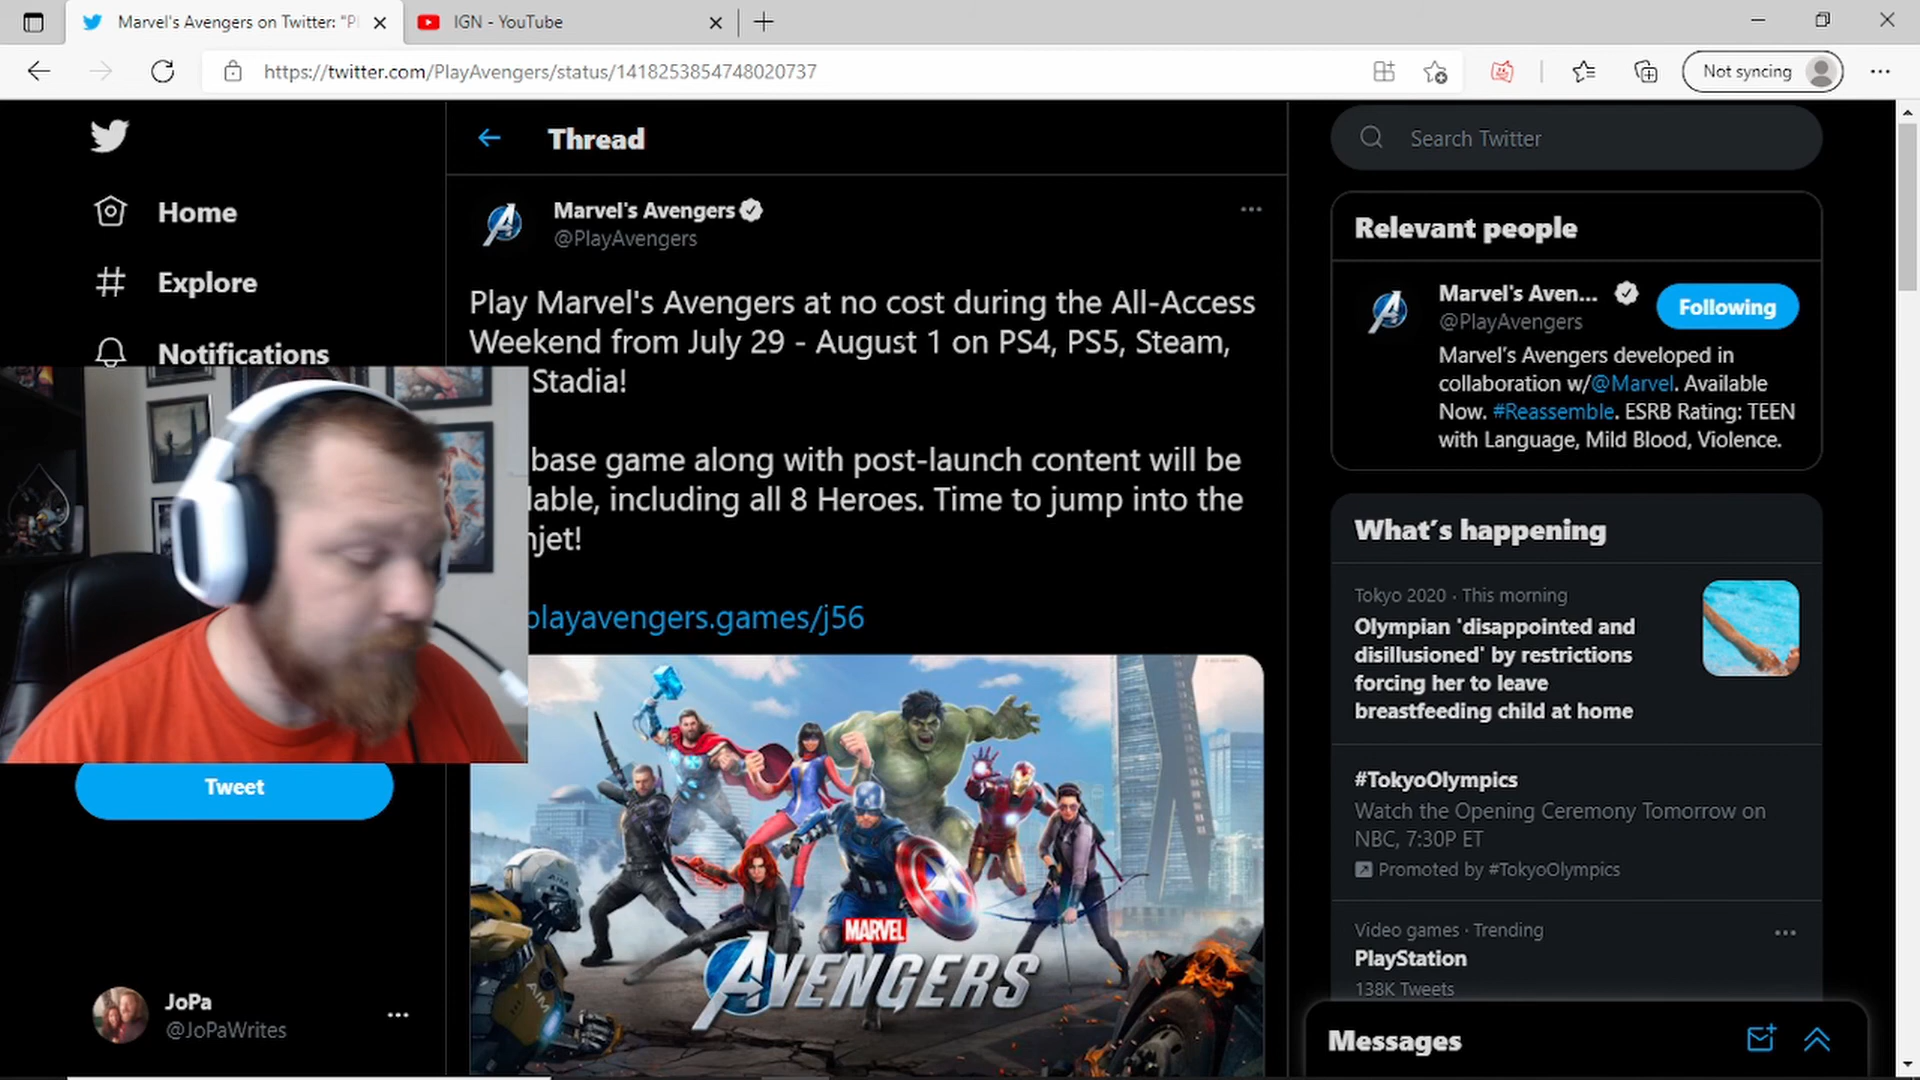 Marvel's Avengers on Twitter: "Pl
IGN - YouTube
https://twitter.com/PlayAvengers/status/1418253854748020737
Not syncing
Home
Explore
Notifications
Tweet
JoPa
@JoPaWrites
Thread
Marvel's Avengers
@PlayAvengers
Play Marvel's Avengers at no cost during the All-Access
Weekend from July 29 - August 1 on PS4, PS5, Steam,
Stadia!
base game along with post-launch content will be
lable, including all 8 Heroes. Time to jump into the
njet!
playavengers.games/j56
MARVEL
AVENGERS
AIM
Search Twitter
Relevant people
Marvel's Aven...
@PlayAvengers
Following
Marvel's Avengers developed in
collaboration w/@Marvel. Available
Now. #Reassemble. ESRB Rating: TEEN
with Language, Mild Blood, Violence.
What's happening
Tokyo 2020 · This morning
Olympian 'disappointed and
disillusioned' by restrictions
forcing her to leave
breastfeeding child at home
#TokyoOlympics
Watch the Opening Ceremony Tomorrow on
NBC, 7:30P ET
Promoted by #TokyoOlympics
Video games · Trending
PlayStation
138K Tweets
Messages